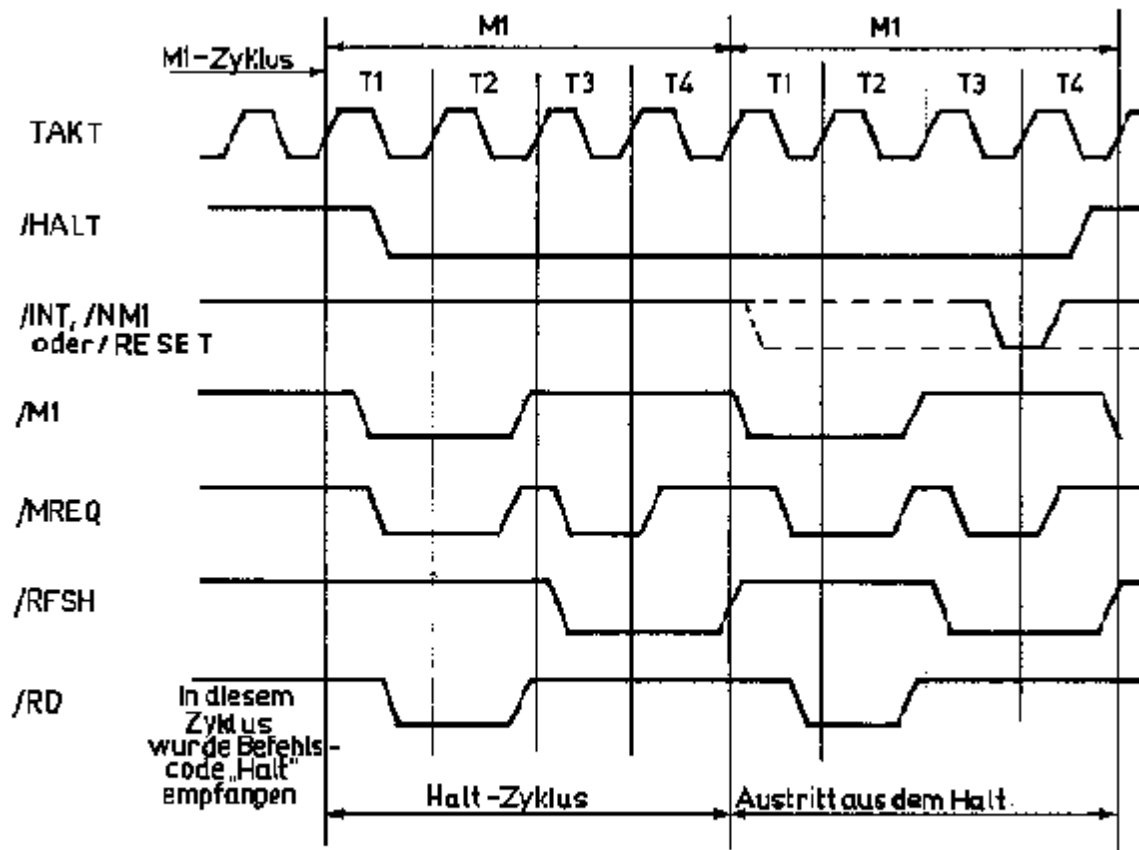 M1
M1
M1-Zyklus
T1
T2
T3
T4
T1
T2
T3
T4
TAKT
/HALT
/INT, /NM1
oder / RESET
/M1
/MREQ
/RFSH
/RD
In diesem
Zyklus
wurde Befehls-
code „Halt"
empfangen
Halt-Zyklus
Austritt aus dem Halt